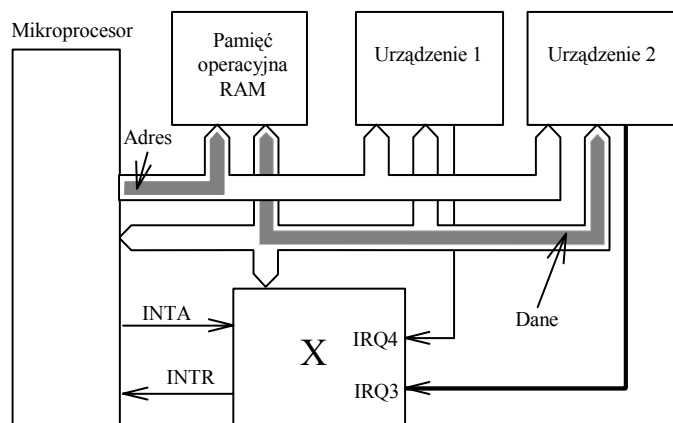 Mikroprocesor
Pamięć
operacyjna
RAM
Urządzenie 1
Urządzenie 2
Adres
INTA
INTR
X
IRQ4
IRQ3
Dane